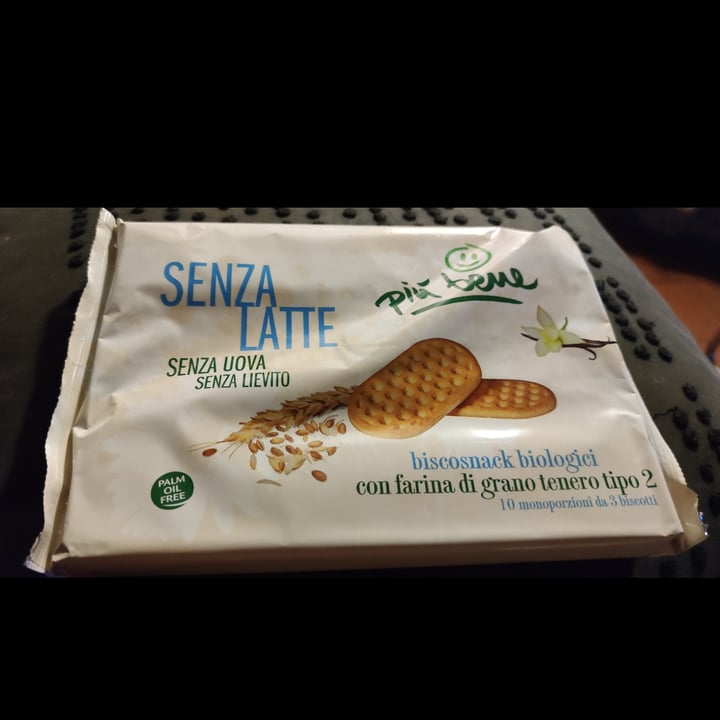 SENZA
LATTE
SENZA UOVA
SENZA LIEVITO
più bene
PALM
OIL
FREE
biscosnack biologici
con farina di grano tenero tipo 2
10 monoporzioni da 3 biscotti